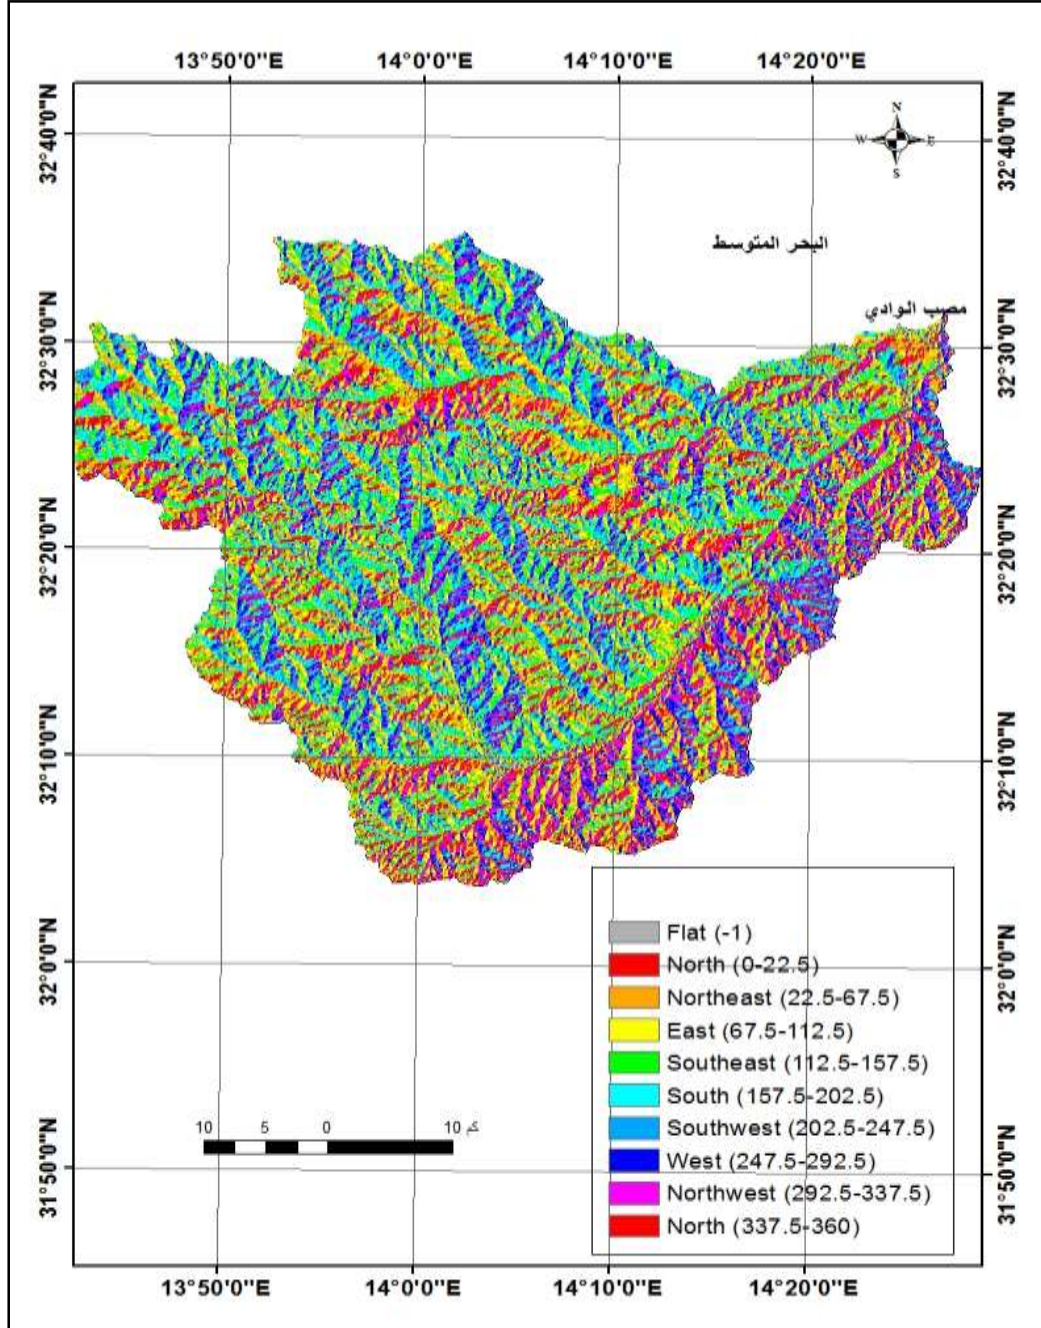 13°50'0"E 14°0'0"E 14°10'0"E 14°20'0"E
32°40'0"N
32°40'0"N
N
W E
S
البحر المتوسط
مصب الوادي
32°30'0"N
32°30'0"N
32°20'0"N
32°20'0"N
32°10'0"N
32°10'0"N
32°0'0"N
32°0'0"N
31°50'0"N
31°50'0"N
Flat (-1)
North (0-22.5)
Northeast (22.5-67.5)
East (67.5-112.5)
Southeast (112.5-157.5)
South (157.5-202.5)
Southwest (202.5-247.5)
West (247.5-292.5)
Northwest (292.5-337.5)
North (337.5-360)
10 5 0 10 كم
13°50'0"E 14°0'0"E 14°10'0"E 14°20'0"E